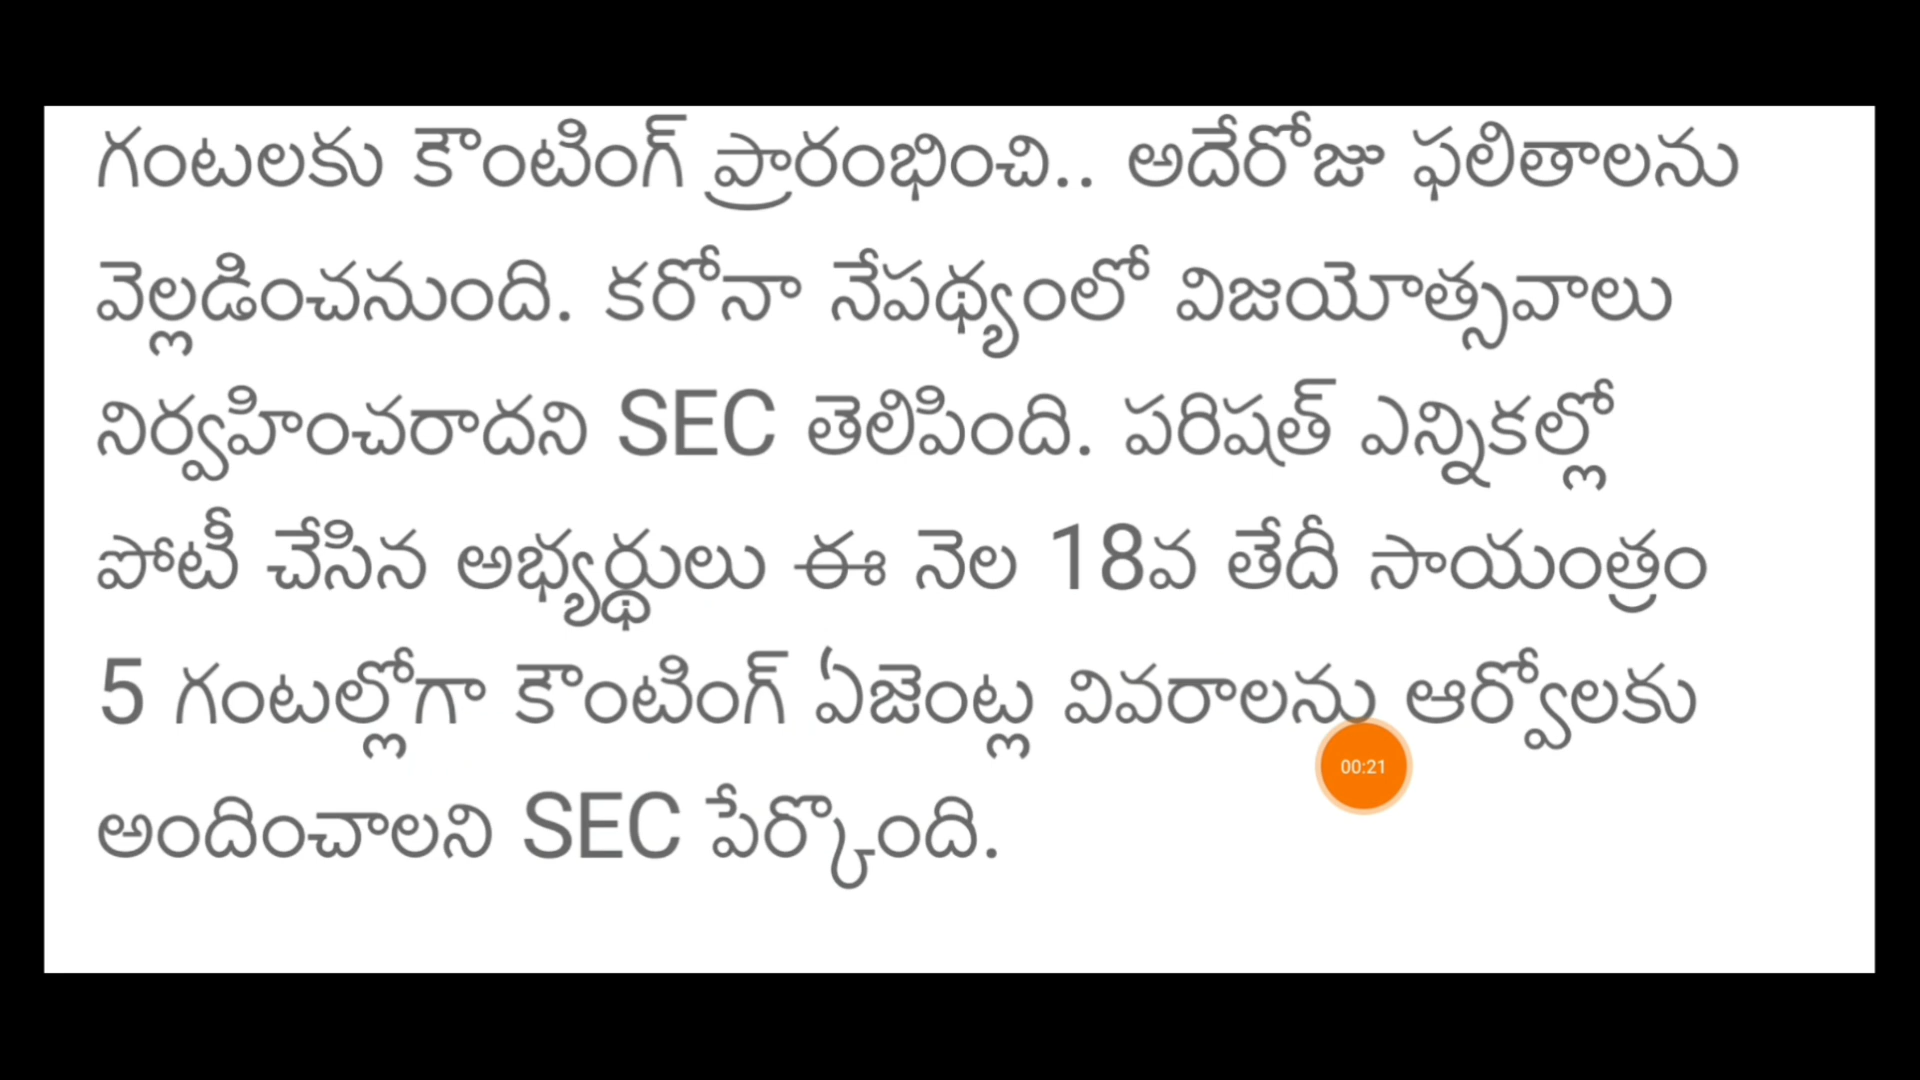 గంటలకు కౌంటింగ్ ప్రారంభించి.. అదేరోజు ఫలితాలను
వెల్లడించనుంది. కరోనా నేపథ్యంలో విజయోత్సవాలు
నిర్వహించరాదని SEC తెలిపింది. పరిషత్ ఎన్నికల్లో
పోటీ చేసిన అభ్యర్థులు ఈ నెల 18వ తేదీ సాయంత్రం
5 గంటల్లోగా కౌంటింగ్ ఏజెంట్ల వివరాలను ఆర్వోలకు
00:21
అందించాలని SEC పేర్కొంది.